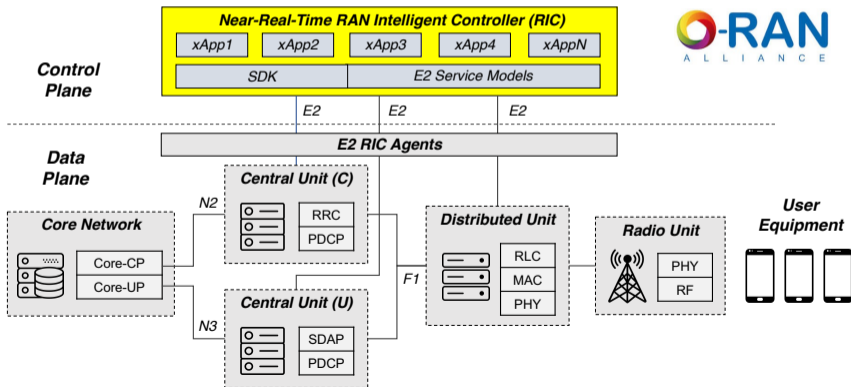 Near-Real-Time RAN Intelligent Controller (RIC)
xApp1
xApp2
xApp3
xApp4
xAppN
SDK
E2 Service Models
O-RAN
ALLIANCE
Control
Plane
E2
E2
E2
Data
Plane
E2 RIC Agents
Central Unit (C)
RRC
PDCP
N2
Core Network
Core-CP
Core-UP
N3
Central Unit (U)
SDAP
PDCP
F1
Distributed Unit
RLC
MAC
PHY
Radio Unit
PHY
RF
User
Equipment